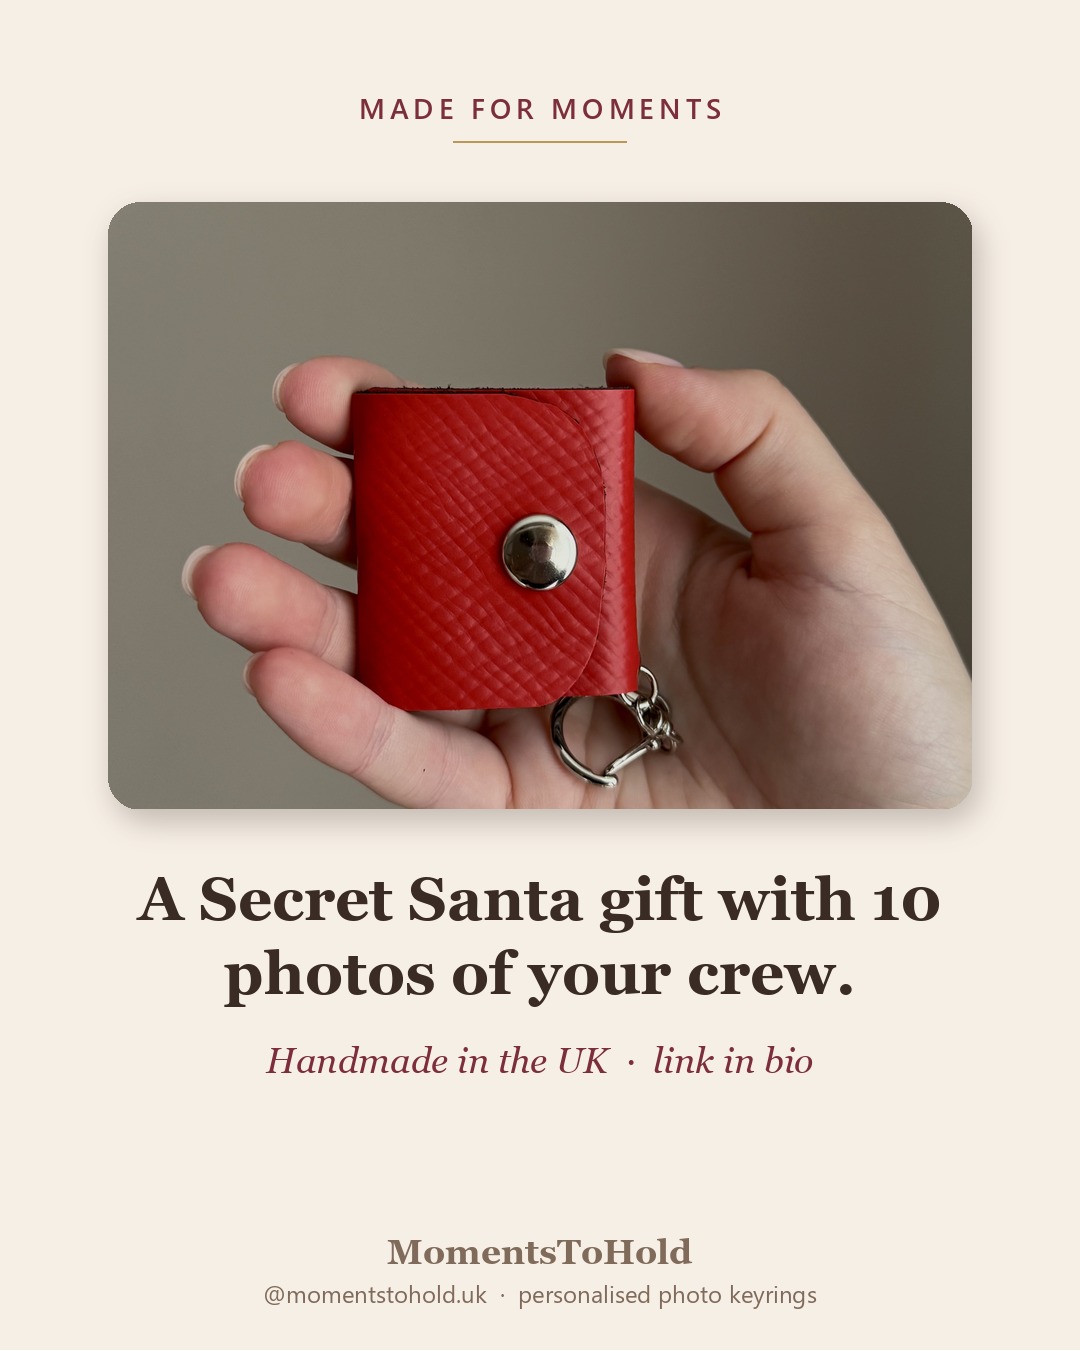 MADE FOR MOMENTS
A Secret Santa gift with 10
photos of your crew.
Handmade in the UK · link in bio
MomentsToHold
@momentstohold.uk · personalised photo keyrings